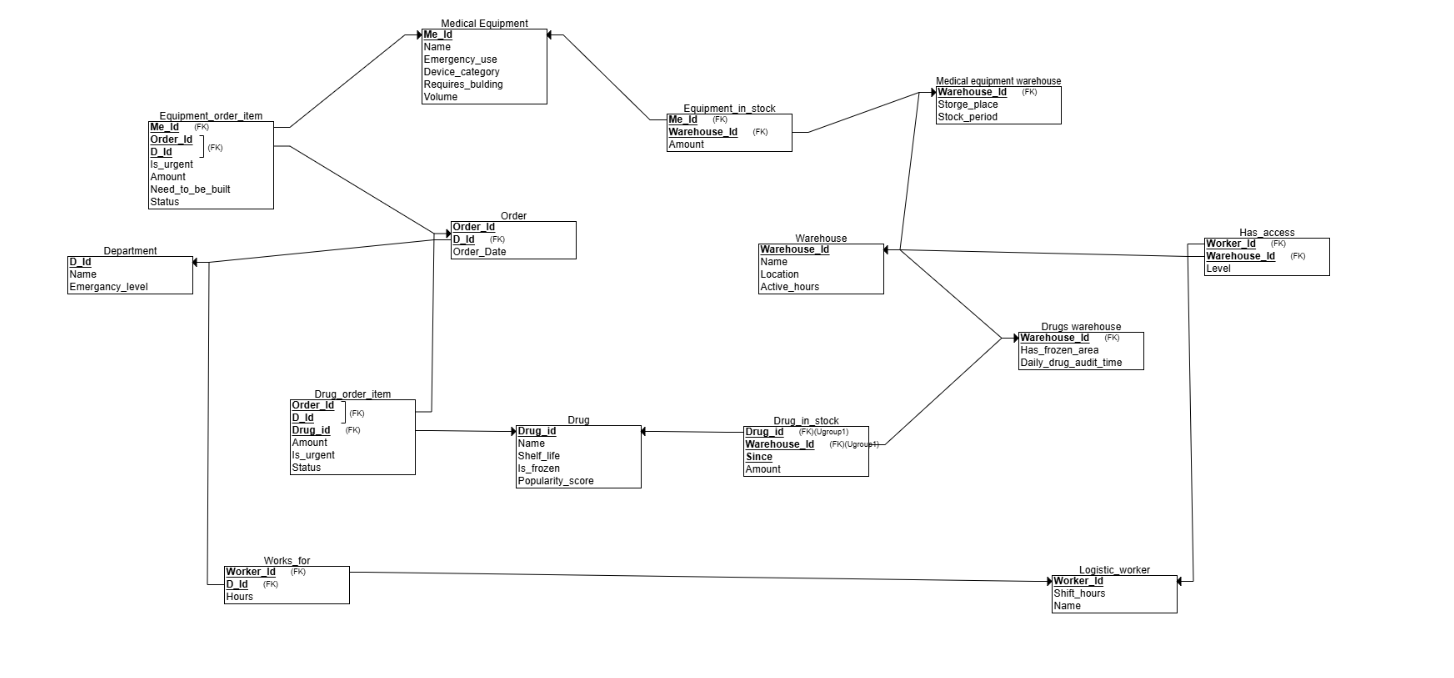 Medical Equipment
Me_Id
Name
Emergency_use
Device_category
Requires_bulding
Volume
Medical equipment warehouse
Warehouse_Id (FK)
Storge_place
Stock_period
Equipment_in_stock
Me_Id (FK)
Warehouse_Id (FK)
Amount
Equipment_order_item
Me_Id (FK)
Order_Id
D_Id
(FK)
Is_urgent
Amount
Need_to_be_built
Status
Order
Order_Id
D_Id (FK)
Order_Date
Department
D_Id
Name
Emergancy_level
Warehouse
Warehouse_Id
Name
Location
Active_hours
Has_access
Worker_Id (FK)
Warehouse_Id (FK)
Level
Drugs warehouse
Warehouse_Id (FK)
Has_frozen_area
Daily_drug_audit_time
Drug_order_item
Order_Id
D_Id
(FK)
Drug_id (FK)
Amount
Is_urgent
Status
Drug
Drug_id
Name
Shelf_life
Is_frozen
Popularity_score
Drug_in_stock
Drug_id (FK)(Ugroup1)
Warehouse_Id (FK)(Ugroup1)
Since
Amount
Works_for
Worker_Id (FK)
D_Id (FK)
Hours
Logistic_worker
Worker_Id
Shift_hours
Name